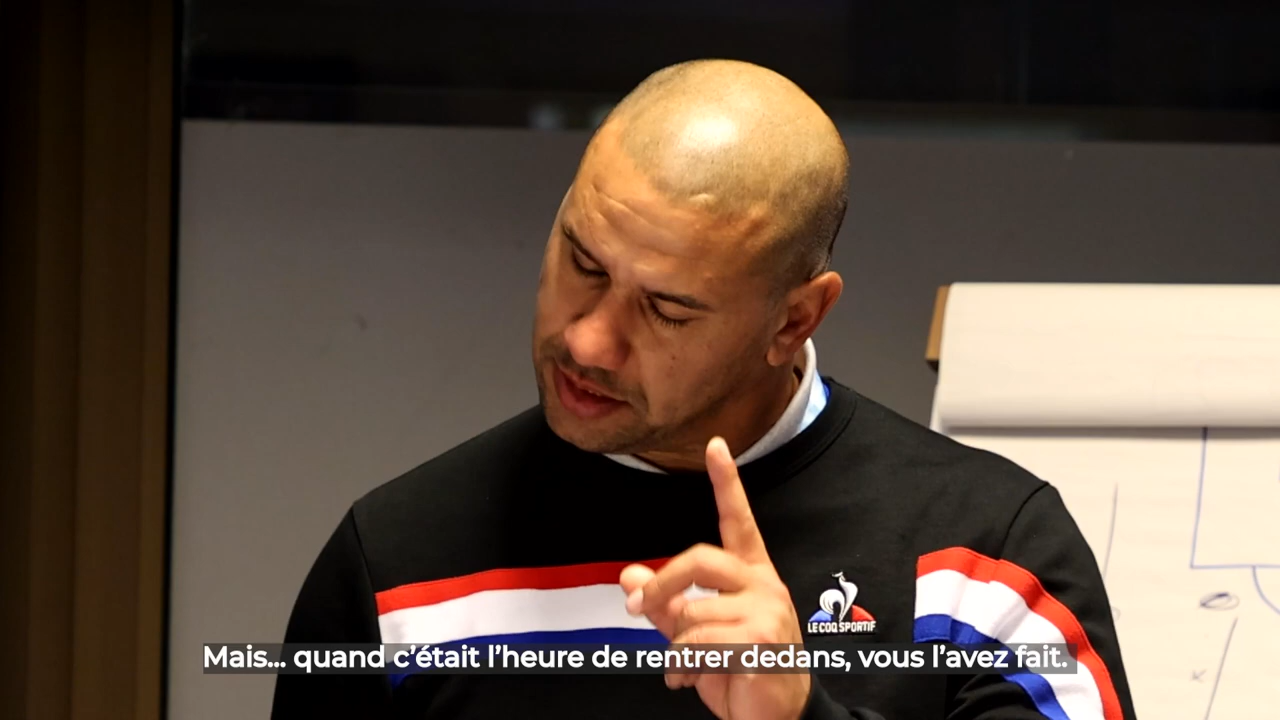 LE COQ SPORTIF
Mais... quand c’était l’heure de rentrer dedans, vous l’avez fait.